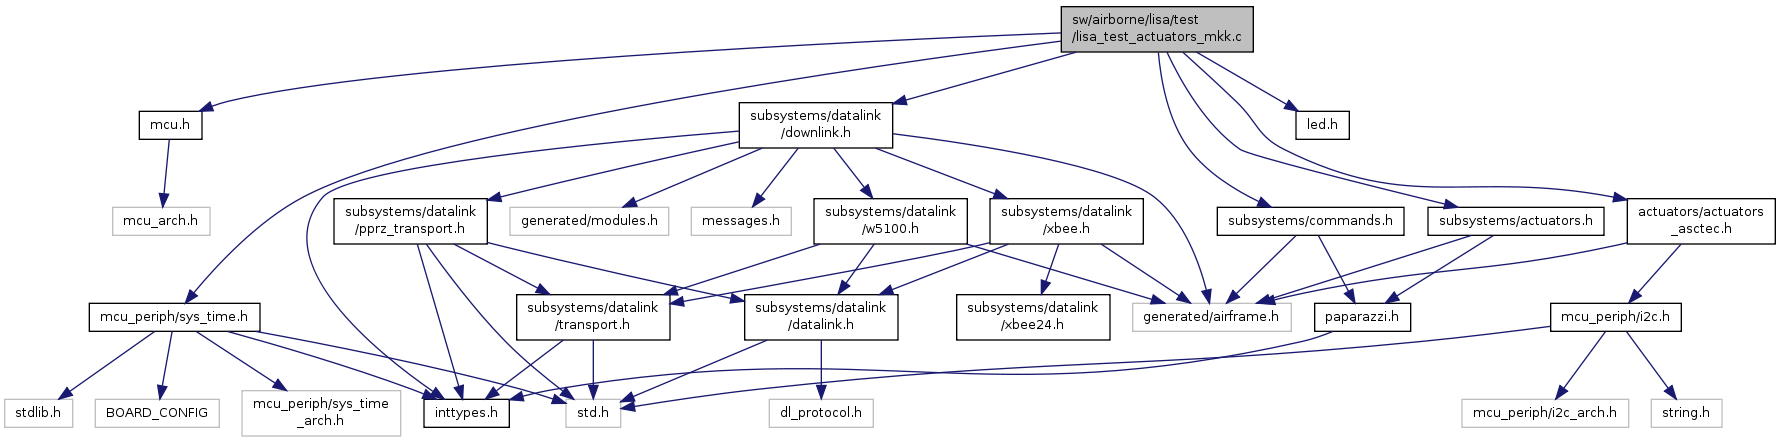 sw/airborne/lisa/test
/lisa_test_actuators_mkk.c
mcu.h
subsystems/datalink
/downlink.h
led.h
mcu_arch.h
subsystems/datalink
/pprz_transport.h
generated/modules.h
messages.h
subsystems/datalink
/w5100.h
subsystems/datalink
/xbee.h
subsystems/commands.h
subsystems/actuators.h
actuators/actuators
_asctec.h
mcu_periph/sys_time.h
subsystems/datalink
/transport.h
subsystems/datalink
/datalink.h
subsystems/datalink
/xbee24.h
generated/airframe.h
paparazzi.h
mcu_periph/i2c.h
stdlib.h
BOARD_CONFIG
mcu_periph/sys_time
_arch.h
inttypes.h
std.h
dl_protocol.h
mcu_periph/i2c_arch.h
string.h